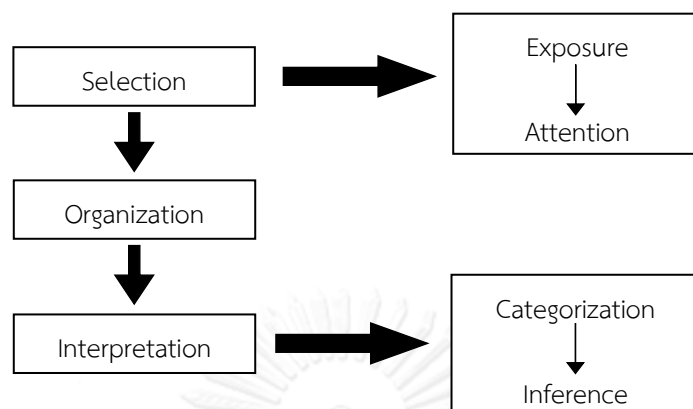 Selection
Exposure
Attention
Organization
Interpretation
Categorization
Inference